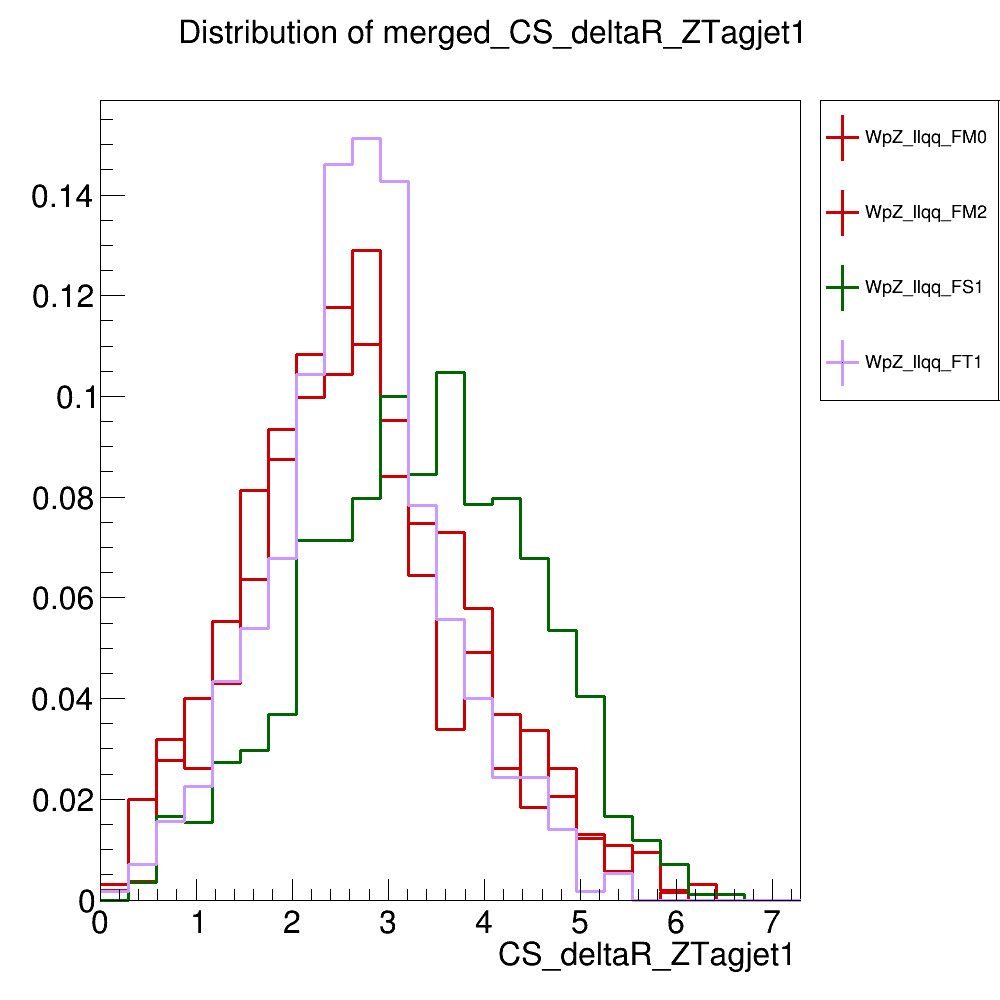 Distribution of merged_CS_deltaR_ZTagjet1
WpZ_llqq_FM0
WpZ_llqq_FM2
WpZ_llqq_FS1
WpZ_llqq_FT1
0.14
0.12
0.1
0.08
0.06
0.04
0.02
0
0 1 2 3 4 5 6 7
CS_deltaR_ZTagjet1